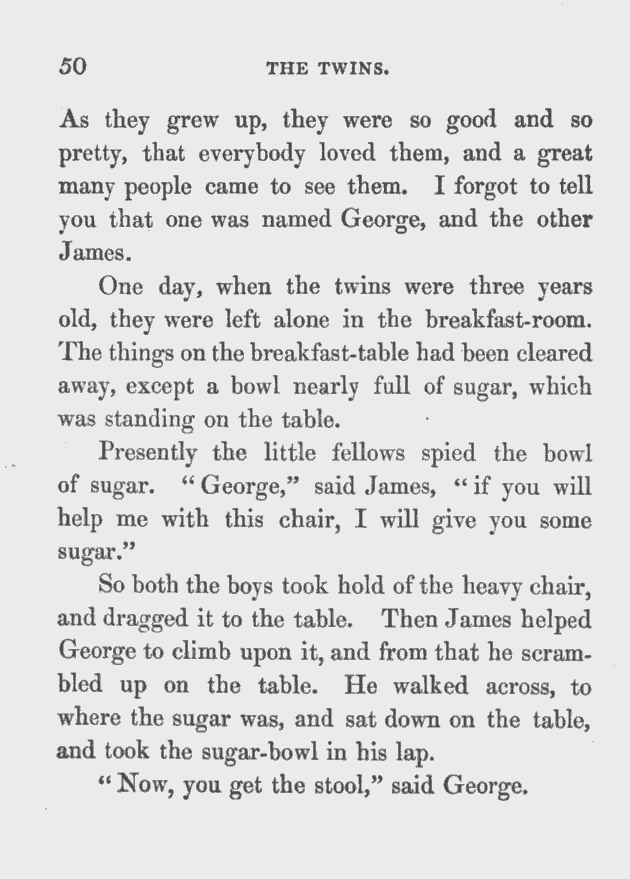 50 THE TWINS.
As they grew up, they were so good and so
pretty, that everybody loved them, and a great
many people came to see them. I forgot to tell
you that one was named George, and the other
James.
One day, when the twins were three years
old, they were left alone in the breakfast-room.
The things on the breakfast-table had been cleared
away, except a bowl nearly full of sugar, which
was standing on the table.
Presently the little fellows spied the bowl
of sugar. “George,” said James, “if you will
help me with this chair, I will give you some
sugar.”
So both the boys took hold of the heavy chair,
and dragged it to the table. Then James helped
George to climb upon it, and from that he scram-
bled up on the table. He walked across, to
where the sugar was, and sat down on the table,
and took the sugar-bowl in his lap.
“Now, you get the stool,” said George.